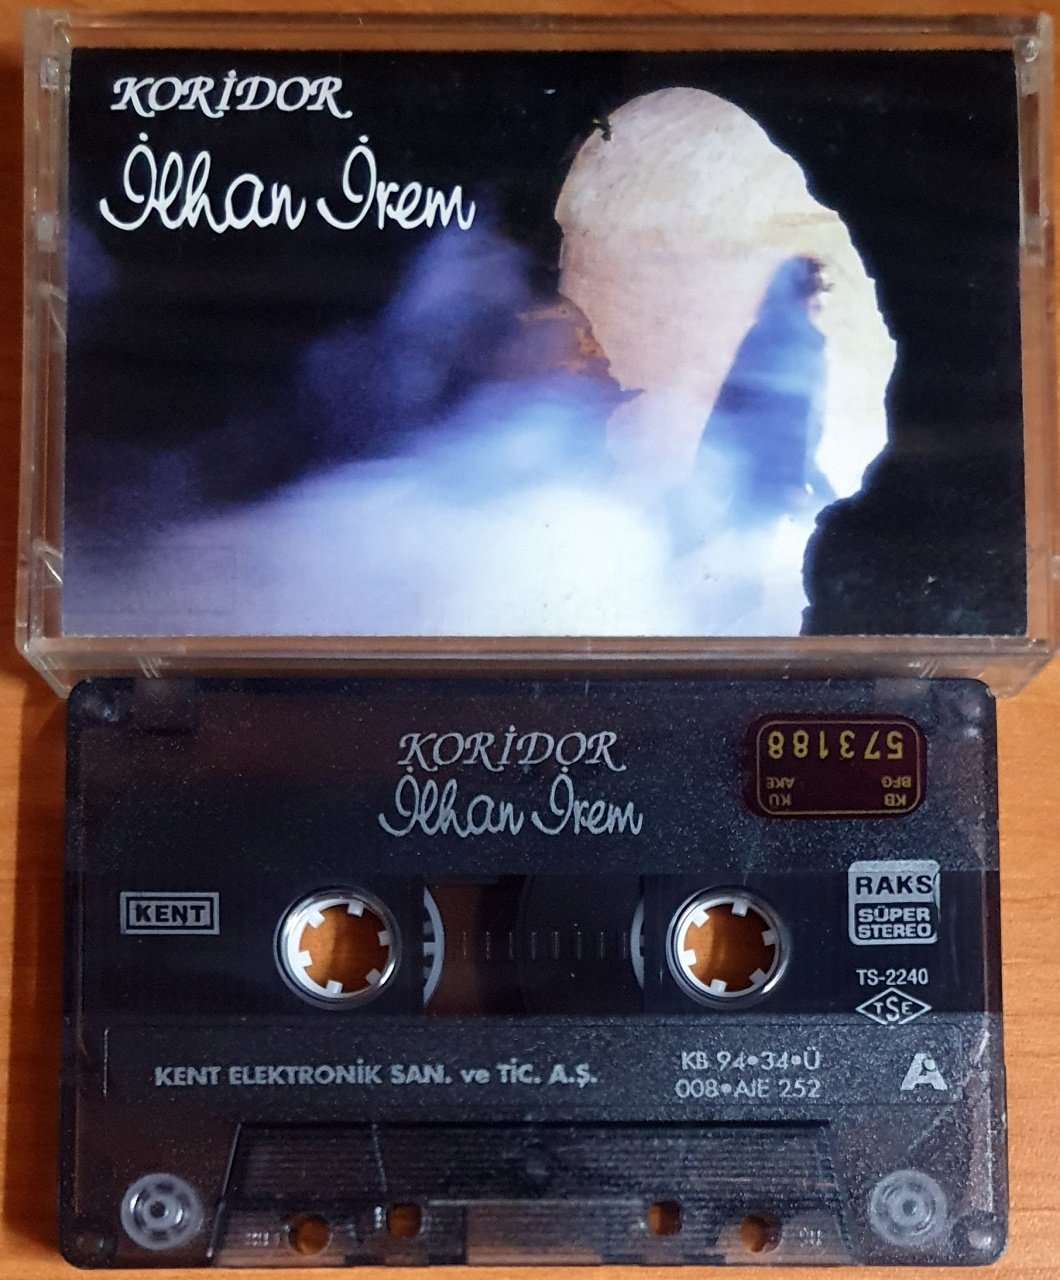 KORİDOR
İlhan İrem
KORİDOR
İlhan İrem
573188
KB KÜ
BFG AKE
KENT
RAKS
SÜPER
STEREO
TS-2240
TSE
KENT ELEKTRONİK SAN. ve TİC. A.Ş.
KB 94•34•Ü
008•AJE 252
A